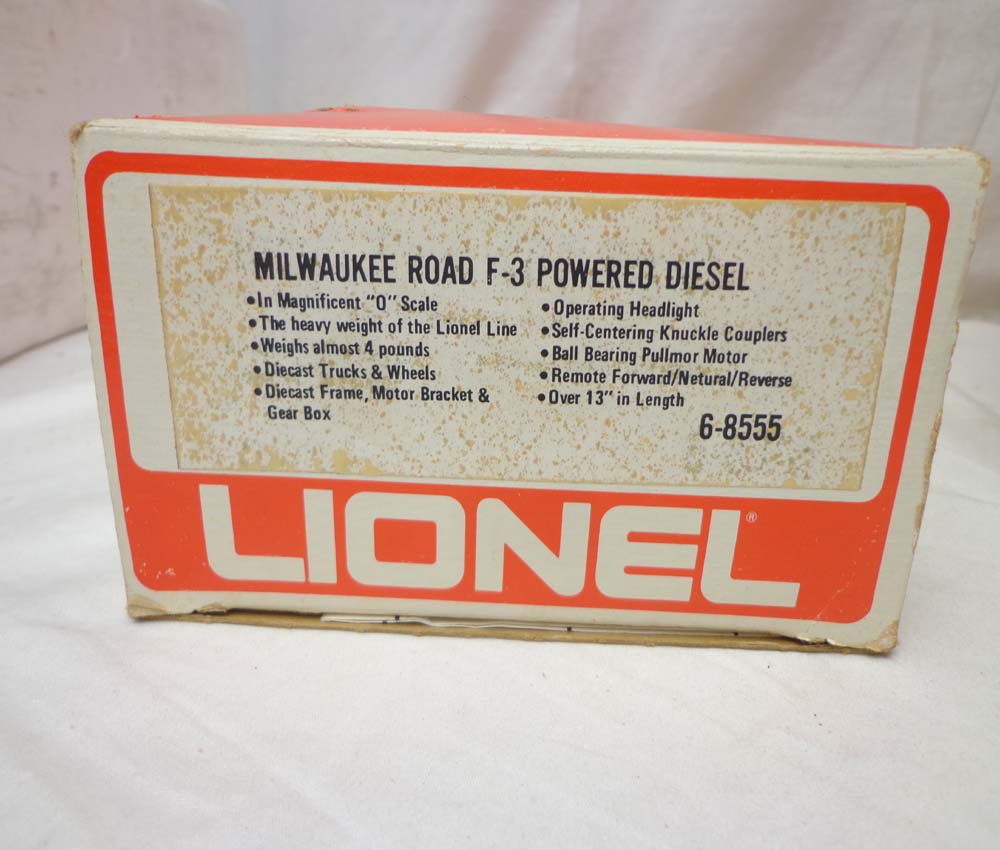 MILWAUKEE ROAD F-3 POWERED DIESEL
•In Magnificent "O" Scale
•The heavy weight of the Lionel Line
•Weighs almost 4 pounds
•Diecast Trucks & Wheels
•Diecast Frame, Motor Bracket &
Gear Box
•Operating Headlight
•Self-Centering Knuckle Couplers
•Ball Bearing Pullmor Motor
•Remote Forward/Netural/Reverse
•Over 13" in Length
6-8555
LIONEL®